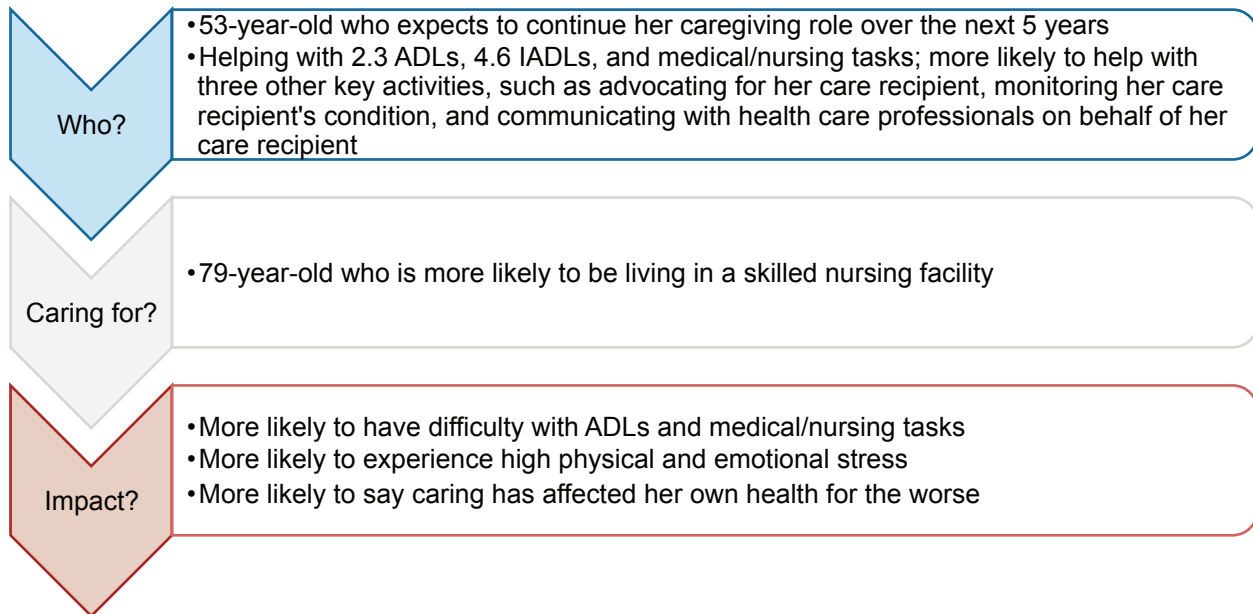 Who?
•53-year-old who expects to continue her caregiving role over the next 5 years
•Helping with 2.3 ADLs, 4.6 IADLs, and medical/nursing tasks; more likely to help with
three other key activities, such as advocating for her care recipient, monitoring her care
recipient's condition, and communicating with health care professionals on behalf of her
care recipient
Caring for?
•79-year-old who is more likely to be living in a skilled nursing facility
Impact?
•More likely to have difficulty with ADLs and medical/nursing tasks
•More likely to experience high physical and emotional stress
•More likely to say caring has affected her own health for the worse